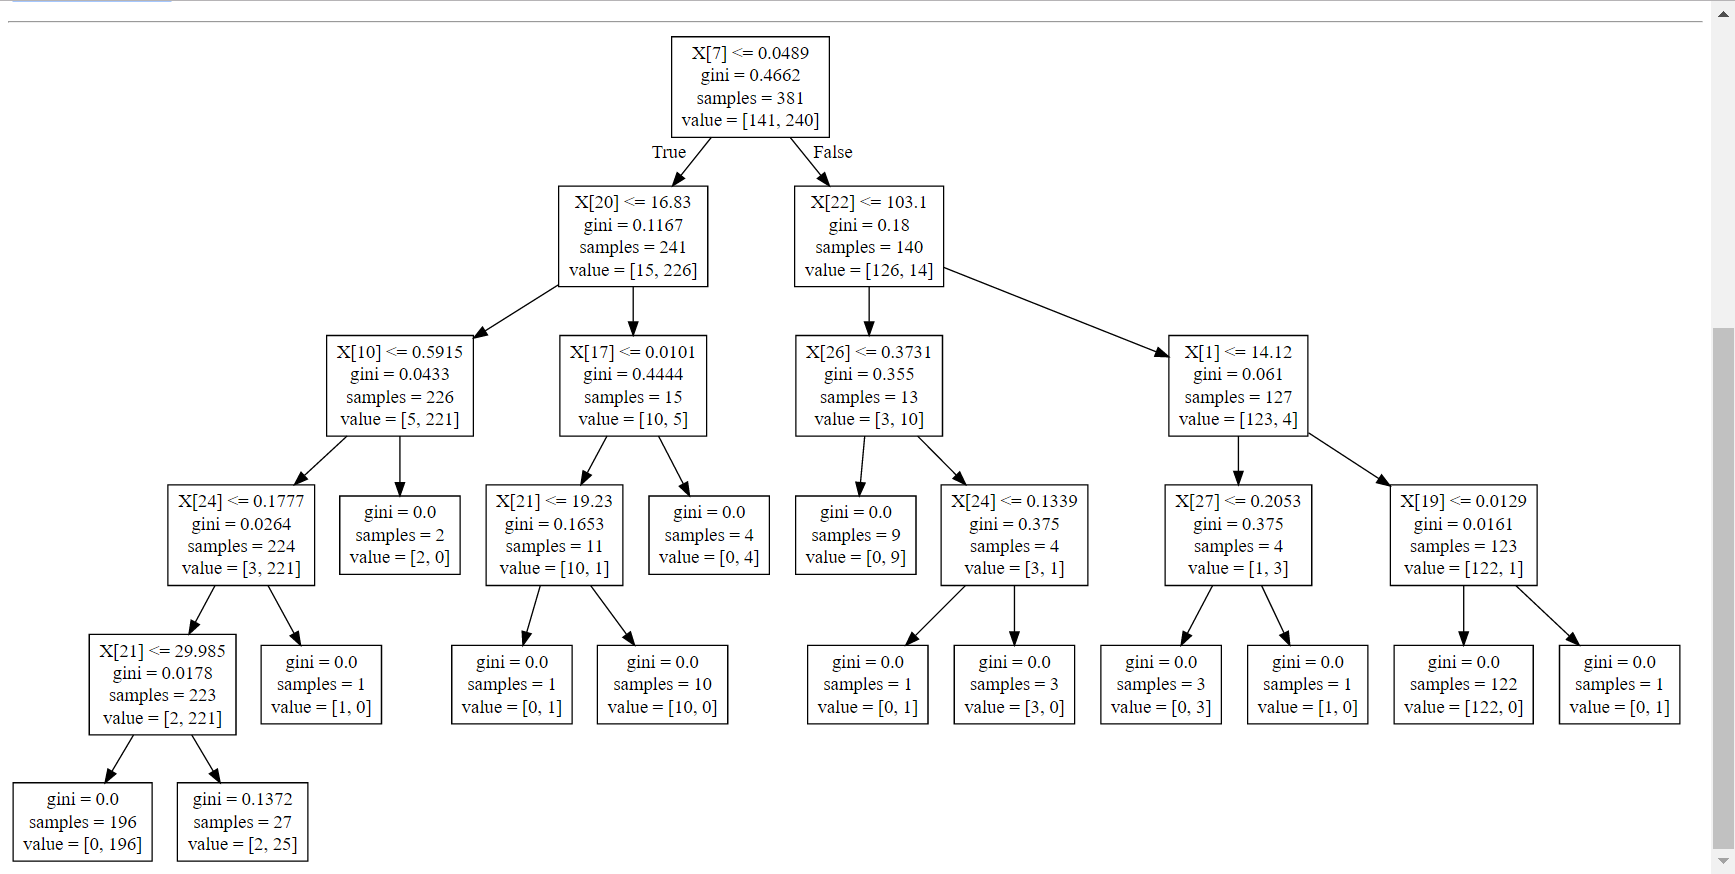 X[7] <= 0.0489
gini = 0.4662
samples = 381
value = [141, 240]
True
False
X[20] <= 16.83
gini = 0.1167
samples = 241
value = [15, 226]
X[22] <= 103.1
gini = 0.18
samples = 140
value = [126, 14]
X[10] <= 0.5915
gini = 0.0433
samples = 226
value = [5, 221]
X[17] <= 0.0101
gini = 0.4444
samples = 15
value = [10, 5]
X[26] <= 0.3731
gini = 0.355
samples = 13
value = [3, 10]
X[1] <= 14.12
gini = 0.061
samples = 127
value = [123, 4]
X[24] <= 0.1777
gini = 0.0264
samples = 224
value = [3, 221]
gini = 0.0
samples = 2
value = [2, 0]
X[21] <= 19.23
gini = 0.1653
samples = 11
value = [10, 1]
gini = 0.0
samples = 4
value = [0, 4]
gini = 0.0
samples = 9
value = [0, 9]
X[24] <= 0.1339
gini = 0.375
samples = 4
value = [3, 1]
X[27] <= 0.2053
gini = 0.375
samples = 4
value = [1, 3]
X[19] <= 0.0129
gini = 0.0161
samples = 123
value = [122, 1]
X[21] <= 29.985
gini = 0.0178
samples = 223
value = [2, 221]
gini = 0.0
samples = 1
value = [1, 0]
gini = 0.0
samples = 1
value = [0, 1]
gini = 0.0
samples = 10
value = [10, 0]
gini = 0.0
samples = 1
value = [0, 1]
gini = 0.0
samples = 3
value = [3, 0]
gini = 0.0
samples = 3
value = [0, 3]
gini = 0.0
samples = 1
value = [1, 0]
gini = 0.0
samples = 122
value = [122, 0]
gini = 0.0
samples = 1
value = [0, 1]
gini = 0.0
samples = 196
value = [0, 196]
gini = 0.1372
samples = 27
value = [2, 25]